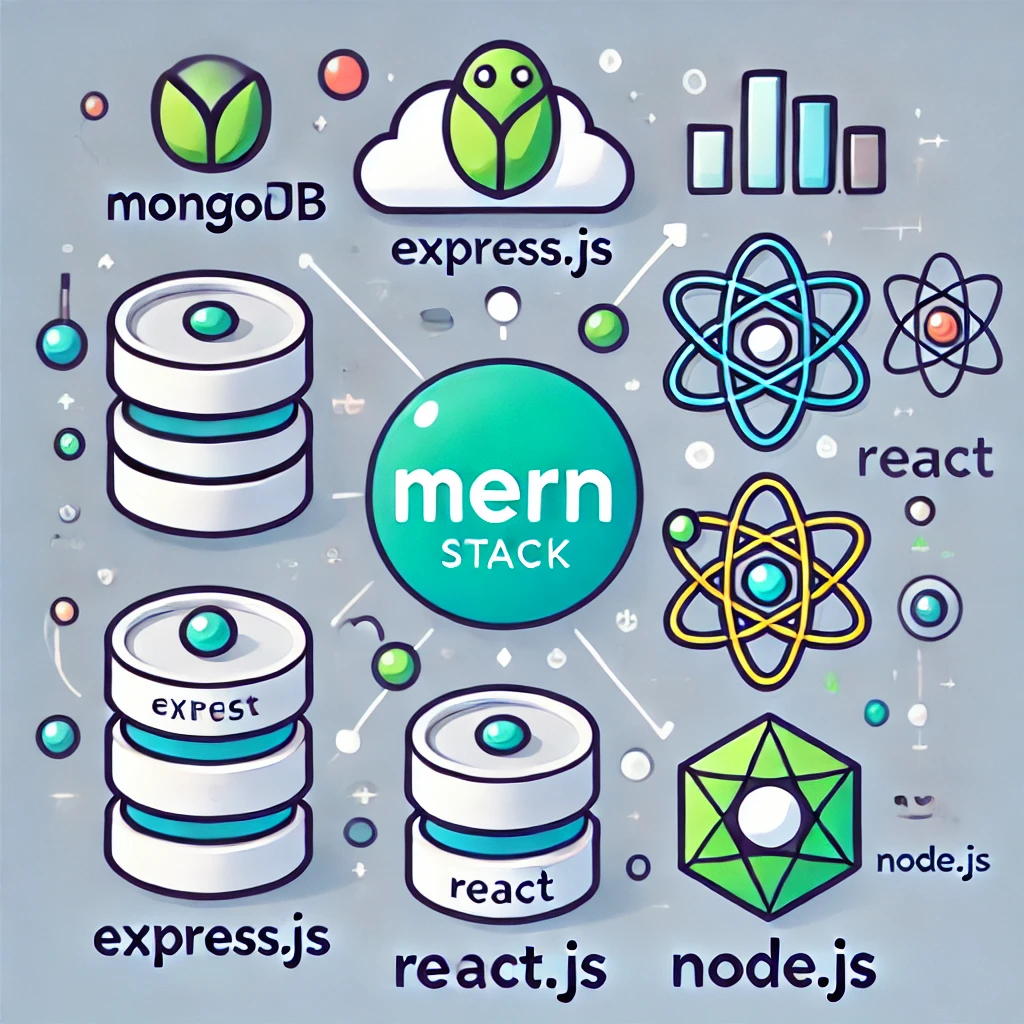 mongoDB
express.js
react
mern
STACK
expest
react
node.js
express.js
react.js
node.js